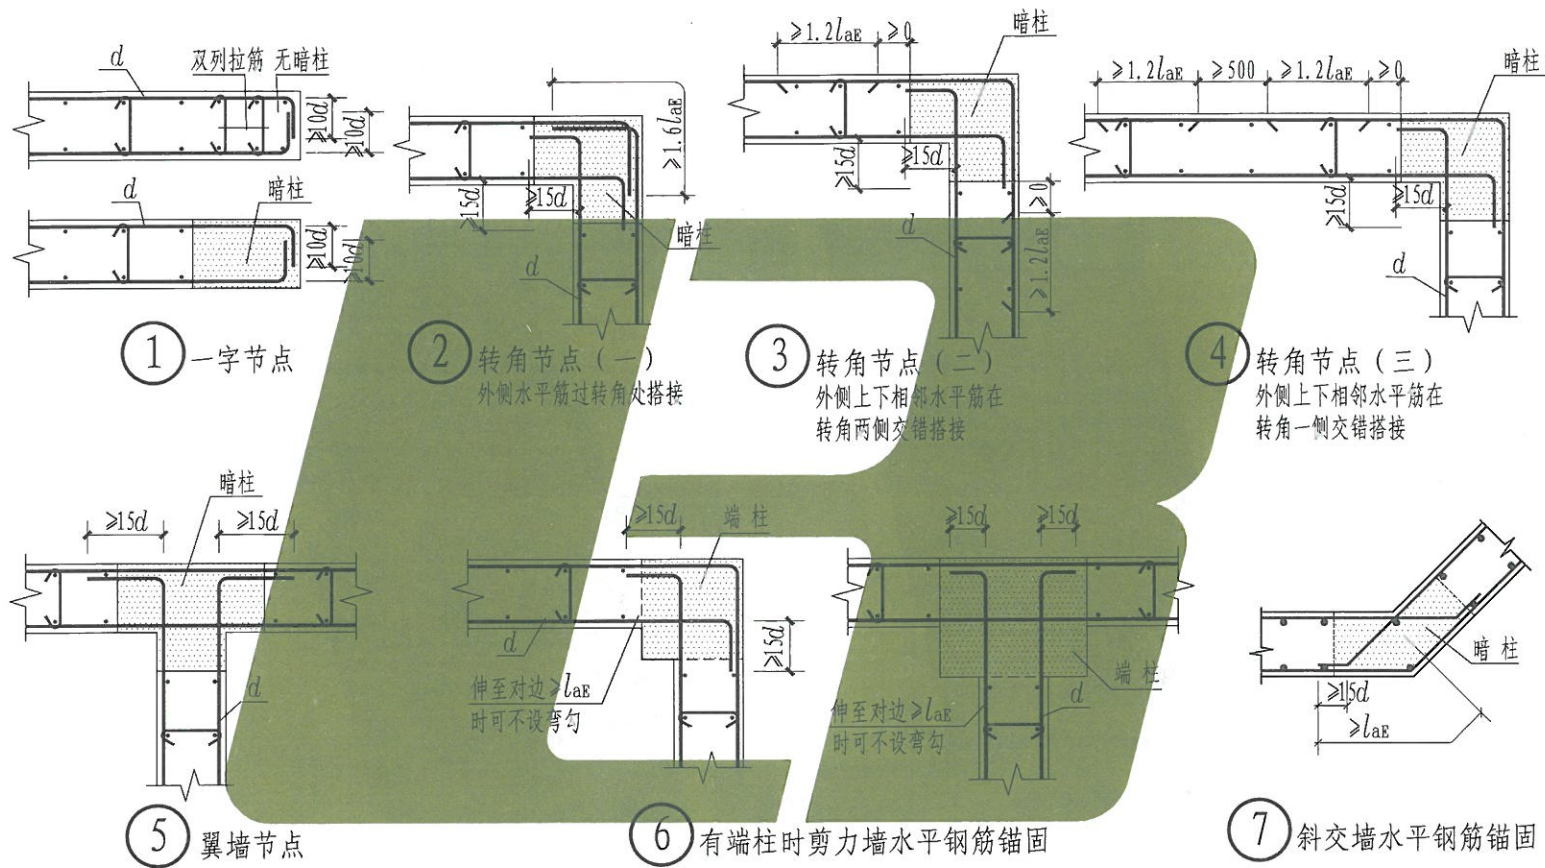 d
双列拉筋
无暗柱
≥10d
≥10d
d
暗柱
≥10d
≥10d
1 一字节点
≥1.6laE
≥15d
≥15d
暗柱
d
2 转角节点(一)
外侧水平筋过转角处搭接
≥1.2laE
≥0
暗柱
≥15d
≥15d
≥0
d
≥1.2laE
3 转角节点(二)
外侧上下相邻水平筋在
转角两侧交错搭接
≥1.2laE
≥500
≥1.2laE
≥0
暗柱
≥15d
≥15d
d
4 转角节点(三)
外侧上下相邻水平筋在
转角一侧交错搭接
暗柱
≥15d
≥15d
d
5 翼墙节点
≥15d
端柱
d
≥15d
伸至对边≥laE
时可不设弯勾
≥15d
≥15d
端柱
d
伸至对边≥laE
时可不设弯勾
6 有端柱时剪力墙水平钢筋锚固
暗柱
≥15d
≥laE
7 斜交墙水平钢筋锚固